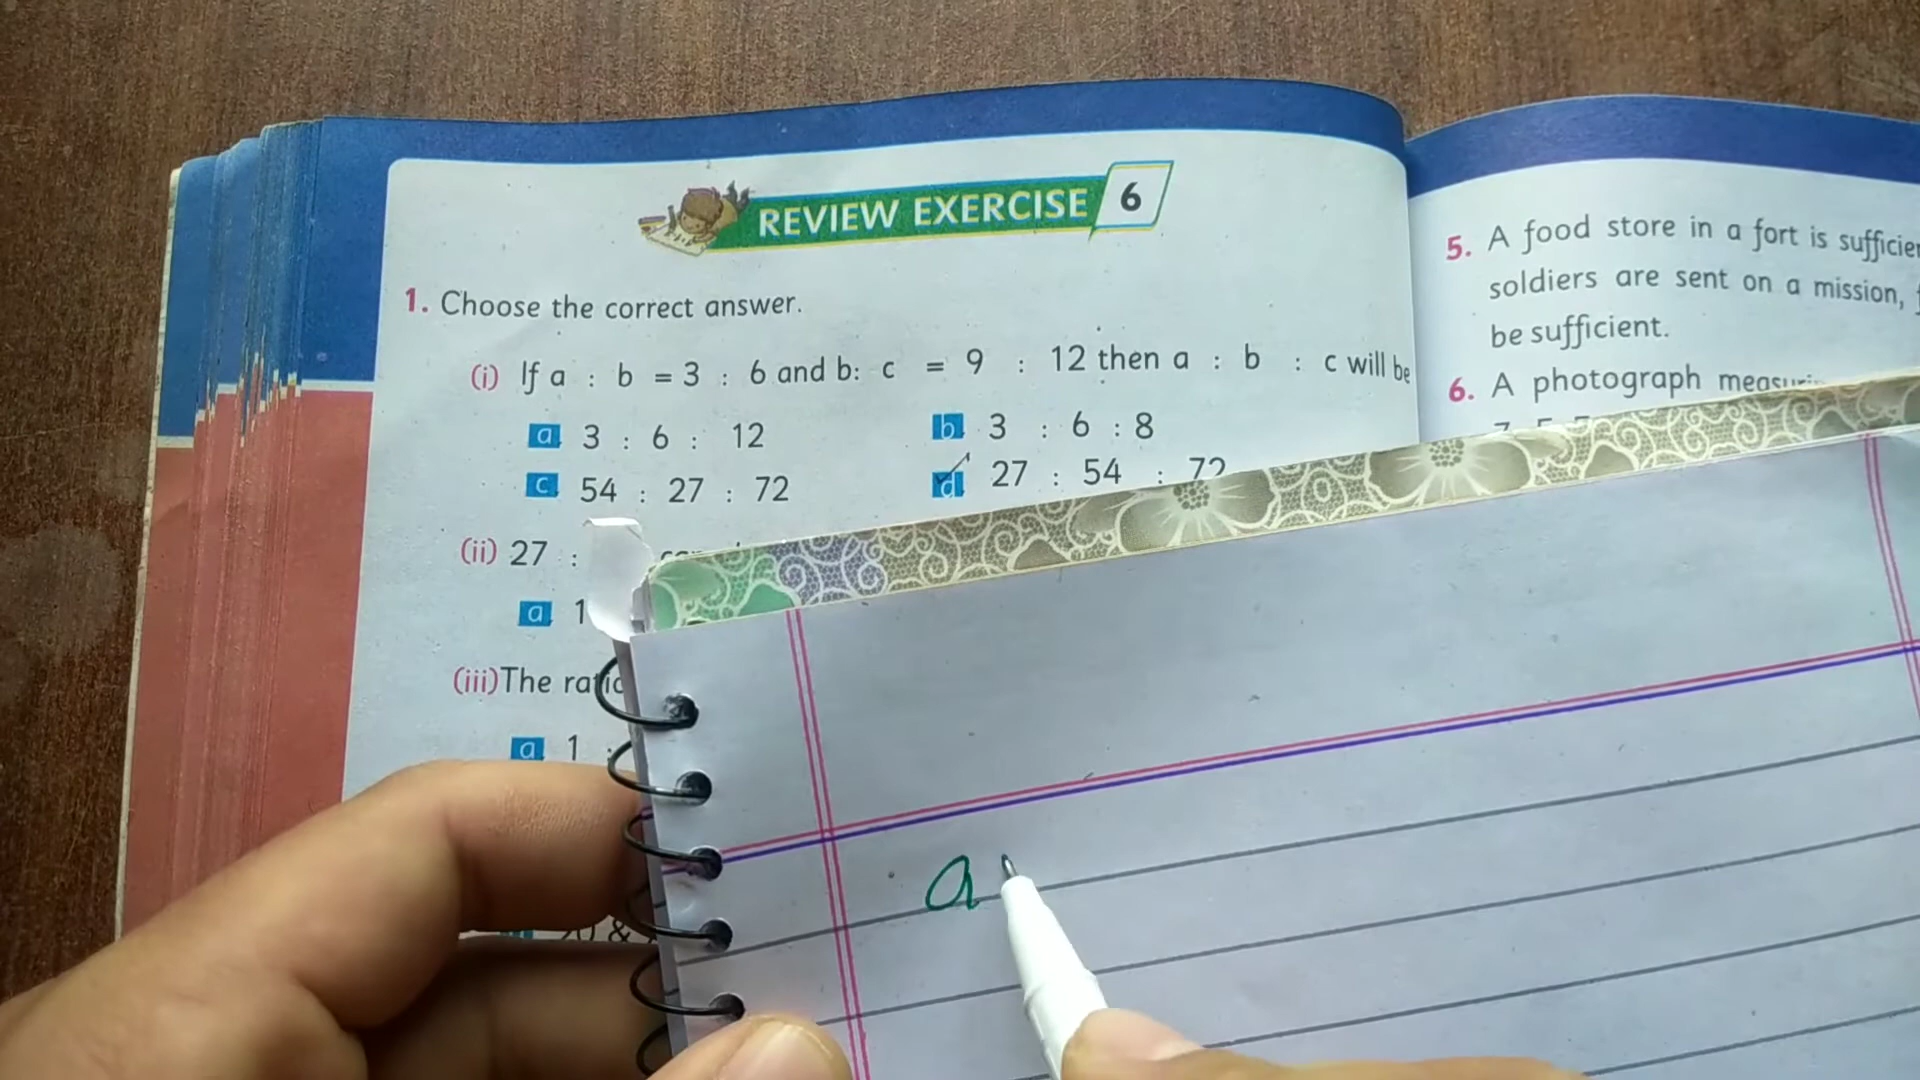 REVIEW EXERCISE 6
1. Choose the correct answer.
(i) If a : b = 3 : 6 and b: c = 9 : 12 then a : b : c will be
a 3 : 6 : 12
b 3 : 6 : 8
c 54 : 27 : 72
d 27 : 54 : 72
(ii) 27 :
a 1
(iii) The
a 1 :
20 &
5. A food store in a fort is
soldiers are sent on a mission,
be sufficient.
6. A photograph
a